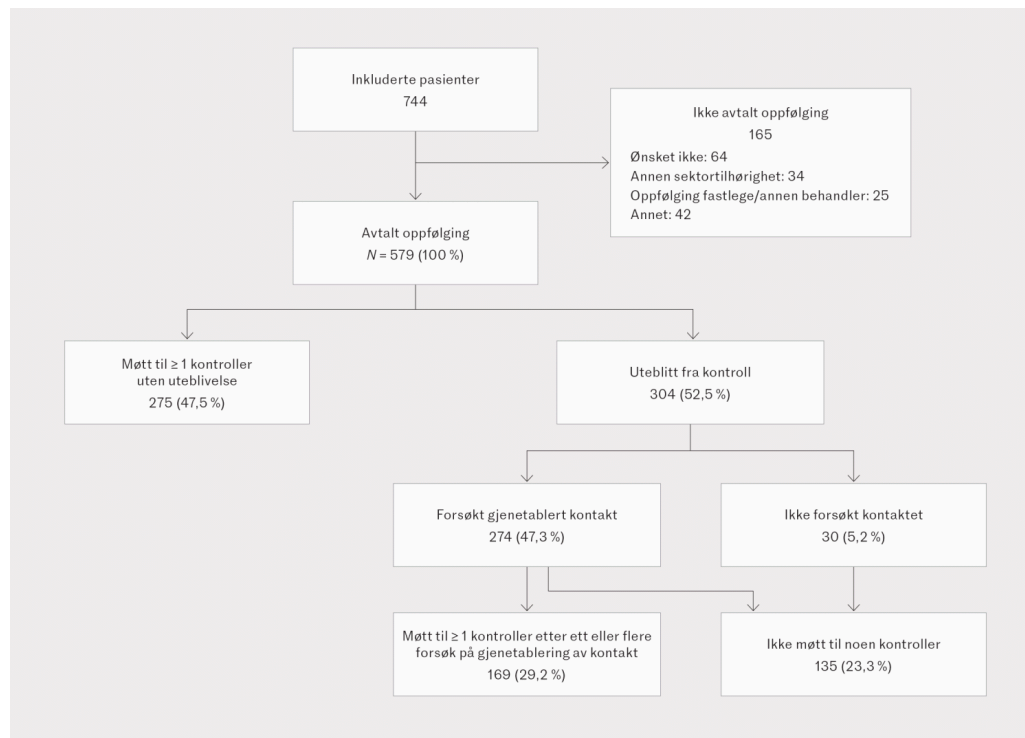 Inkluderte pasienter
744
Ikke avtalt oppfølging
165
Ønsket ikke: 64
Annen sektortilhørighet: 34
Oppfølging fastlege/annen behandler: 25
Annet: 42
Avtalt oppfølging
N = 579 (100 %)
Møtt til ≥ 1 kontroller
uten uteblivelse
275 (47,5 %)
Uteblitt fra kontroll
304 (52,5 %)
Forsøkt gjenetablert kontakt
274 (47,3 %)
Ikke forsøkt kontaktet
30 (5,2 %)
Møtt til ≥ 1 kontroller etter ett eller flere
forsøk på gjenetablering av kontakt
169 (29,2 %)
Ikke møtt til noen kontroller
135 (23,3 %)